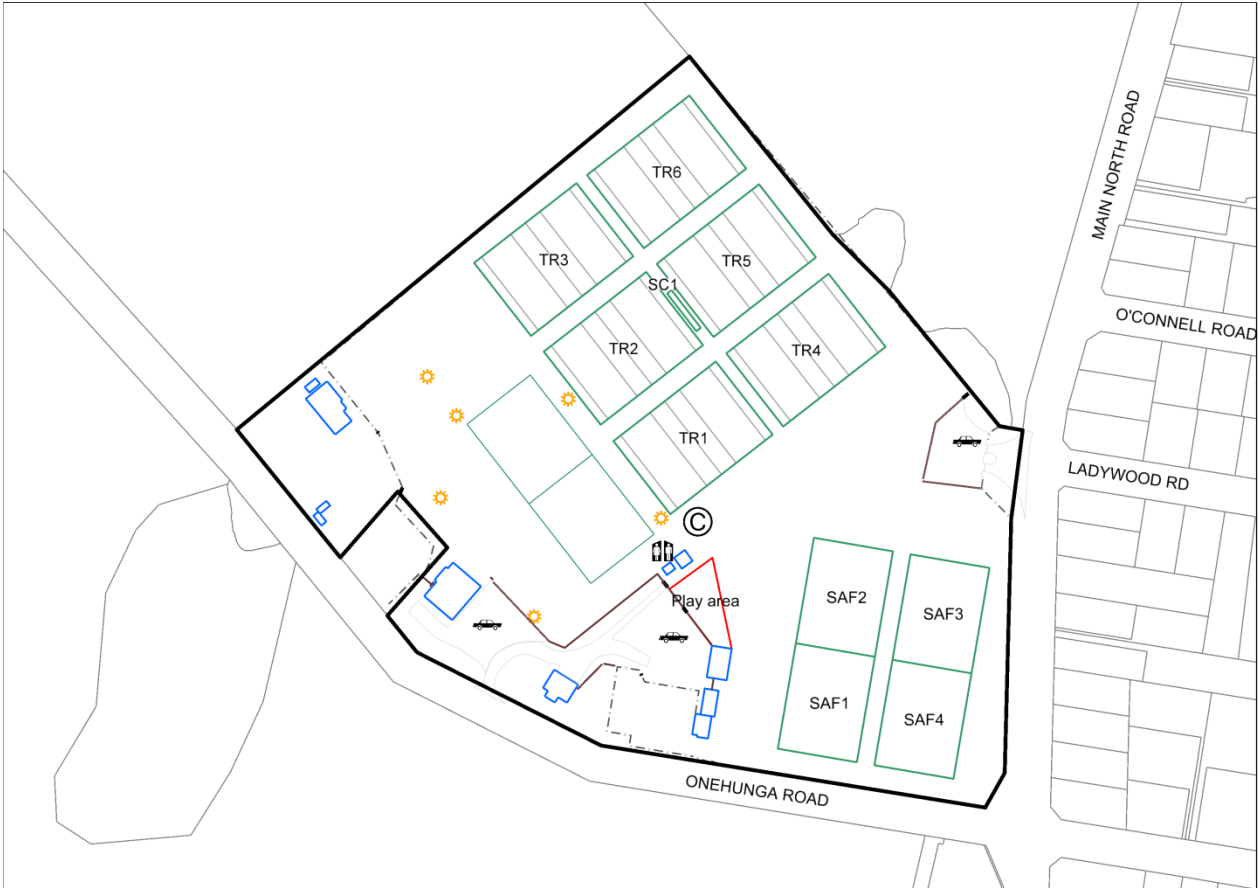 MAIN NORTH ROAD
TR6
TR3
TR5
SC1
O'CONNELL ROAD
TR2
TR4
TR1
LADYWOOD RD
©
Play area
SAF2
SAF3
SAF1
SAF4
ONEHUNGA ROAD